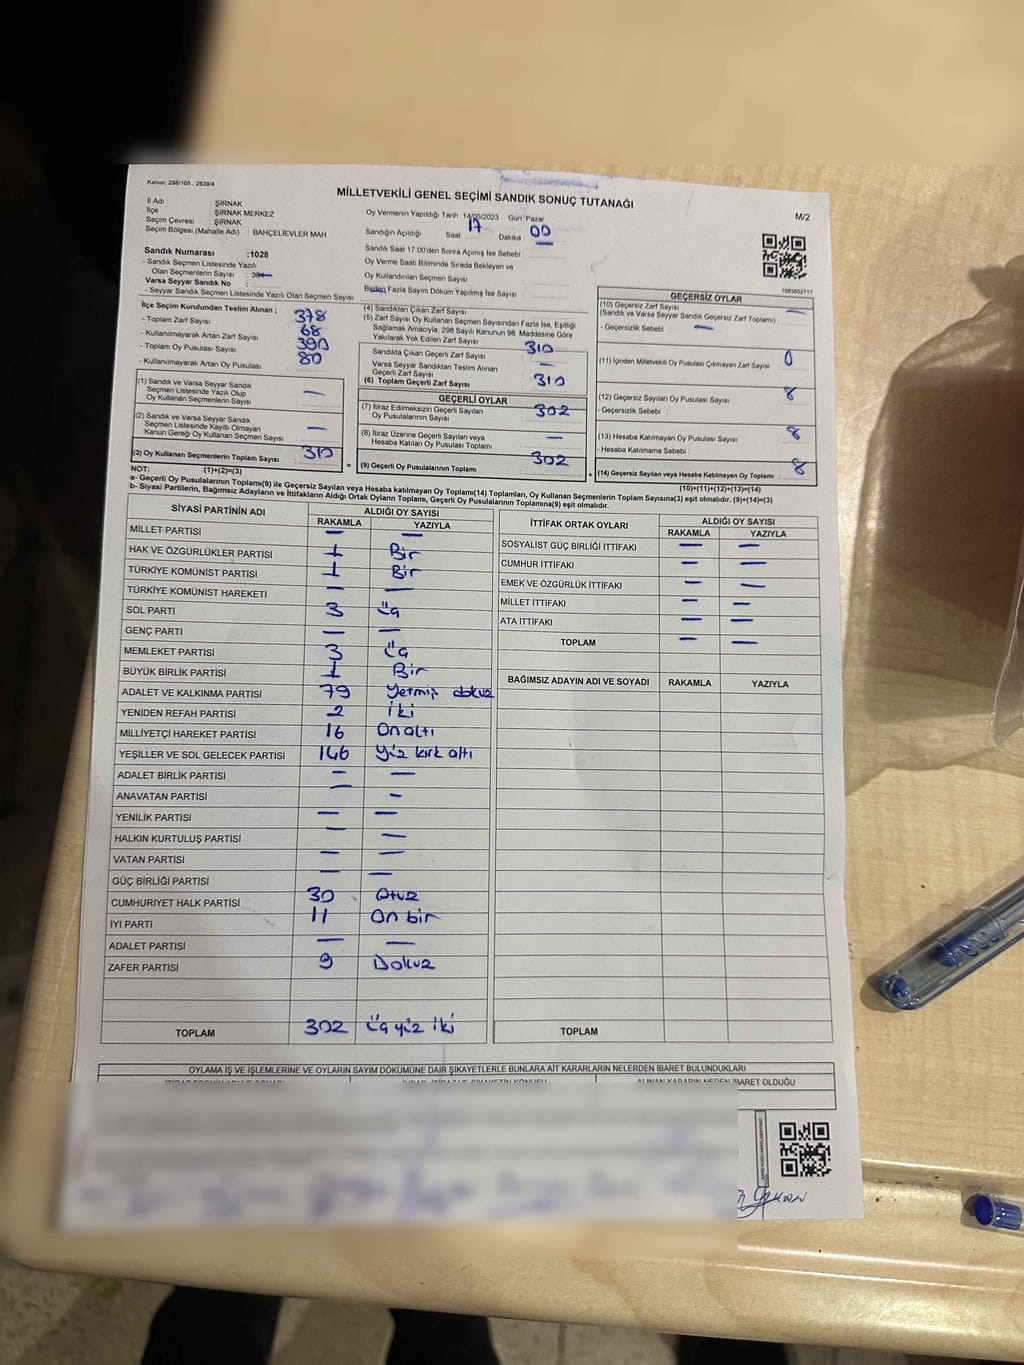 Kanun: 298/105 , 2839/4
MİLLETVEKİLİ GENEL SEÇİMİ SANDIK SONUÇ TUTANAĞI
M/2
İl Adı : ŞIRNAK
İlçe : ŞIRNAK MERKEZ
Seçim Çevresi : ŞIRNAK
Seçim Bölgesi (Mahalle Adı) : BAHÇELİEVLER MAH
Oy Vermenin Yapıldığı Tarih :14/05/2023 Gün: Pazar
Sandığın Açıldığı Saat : 17 Dakika : 00
Sandık Saat 17.00'den Sonra Açılmış İse Sebebi : —
Oy Verme Saati Bitiminde Sırada Bekleyen ve
Oy Kullandırılan Seçmen Sayısı
Birden Fazla Sayım Döküm Yapılmış İse Sayısı
Sandık Numarası :1028
- Sandık Seçmen Listesinde Yazılı
Olan Seçmenlerin Sayısı :
Varsa Seyyar Sandık No :
- Seyyar Sandık Seçmen Listesinde Yazılı Olan Seçmen Sayısı
1583652717
İlçe Seçim Kurulundan Teslim Alınan :
- Toplam Zarf Sayısı 378
- Kullanılmayarak Artan Zarf Sayısı 68
- Toplam Oy Pusulası Sayısı 390
- Kullanılmayarak Artan Oy Pusulası 80
(1) Sandık ve Varsa Seyyar Sandık
Seçmen Listesinde Yazılı Olup
Oy Kullanan Seçmen Sayısı —
(2) Sandık ve Varsa Seyyar Sandık
Seçmen Listesinde Kayıtlı Olmayan
Kanun Gereği Oy Kullanan Seçmen Sayısı —
(3) Oy Kullanan Seçmenlerin Toplam Sayısı 310
(1)+(2)=(3)
(4) Sandıktan Çıkan Zarf Sayısı
(5) Zarf Sayısı Oy Kullanan Seçmen Sayısından Fazla İse, Eşitliği
Sağlamak Amacıyla, 298 Sayılı Kanunun 98. Maddesine Göre
Yakılarak Yok Edilen Zarf Sayısı
Sandıkta Çıkan Geçerli Zarf Sayısı 310
Varsa Seyyar Sandıktan Teslim Alınan
Geçerli Zarf Sayısı —
(6) Toplam Geçerli Zarf Sayısı 310
GEÇERLİ OYLAR
(7) İtiraz Edilmeksizin Geçerli Sayılan
Oy Pusulalarının Sayısı 302
(8) İtiraz Üzerine Geçerli Sayılan veya
Hesaba Katılan Oy Pusulası Toplamı —
= (9) Geçerli Oy Pusulalarının Toplamı 302
GEÇERSİZ OYLAR
(10) Geçersiz Zarf Sayısı
(Sandık ve Varsa Seyyar Sandık Geçersiz Zarf Toplamı) —
- Geçersizlik Sebebi : —
(11) İçinden Milletvekili Oy Pusulası Çıkmayan Zarf Sayısı 0
(12) Geçersiz Sayılan Oy Pusulası Sayısı 8
- Geçersizlik Sebebi :
(13) Hesaba Katılmayan Oy Pusulası Sayısı 8
- Hesaba Katılmama Sebebi :
+ (14) Geçersiz Sayılan veya Hesaba Katılmayan Oy Toplamı 8
(10)+(11)+(12)+(13)=(14)
NOT:
a- Geçerli Oy Pusulalarının Toplamı(9) ile Geçersiz Sayılan veya Hesaba katılmayan Oy Toplamı(14) Toplamları, Oy Kullanan Seçmenlerin Toplam Sayısına(3) eşit olmalıdır. (9)+(14)=(3)
b- Siyasi Partilerin, Bağımsız Adayların ve İttifakların Aldığı Ortak Oyların Toplamı, Geçerli Oy Pusulalarının Toplamına(9) eşit olmalıdır.
SİYASİ PARTİNİN ADI ALDIĞI OY SAYISI
RAKAMLA YAZIYLA
MİLLET PARTİSİ — —
HAK VE ÖZGÜRLÜKLER PARTİSİ 1 Bir
TÜRKİYE KOMÜNİST PARTİSİ 1 Bir
TÜRKİYE KOMÜNİST HAREKETİ — —
SOL PARTİ 3 üç
GENÇ PARTİ — —
MEMLEKET PARTİSİ 3 üç
BÜYÜK BİRLİK PARTİSİ 1 Bir
ADALET VE KALKINMA PARTİSİ 79 Yetmiş dokuz
YENİDEN REFAH PARTİSİ 2 iki
MİLLİYETÇİ HAREKET PARTİSİ 16 On altı
YEŞİLLER VE SOL GELECEK PARTİSİ 146 Yüz kırk altı
ADALET BİRLİK PARTİSİ — —
ANAVATAN PARTİSİ — —
YENİLİK PARTİSİ — —
HALKIN KURTULUŞ PARTİSİ — —
VATAN PARTİSİ — —
GÜÇ BİRLİĞİ PARTİSİ — —
CUMHURİYET HALK PARTİSİ 30 Otuz
İYİ PARTİ 11 On bir
ADALET PARTİSİ — —
ZAFER PARTİSİ 9 Dokuz
TOPLAM 302 üç yüz iki
İTTİFAK ORTAK OYLARI ALDIĞI OY SAYISI
RAKAMLA YAZIYLA
SOSYALİST GÜÇ BİRLİĞİ İTTİFAKI — —
CUMHUR İTTİFAKI — —
EMEK VE ÖZGÜRLÜK İTTİFAKI — —
MİLLET İTTİFAKI — —
ATA İTTİFAKI — —
TOPLAM — —
BAĞIMSIZ ADAYIN ADI VE SOYADI RAKAMLA YAZIYLA
TOPLAM
OYLAMA İŞ VE İŞLEMLERİNE VE OYLARIN SAYIM DÖKÜMÜNE DAİR ŞİKAYETLERLE BUNLARA AİT KARARLARIN NELERDEN İBARET BULUNDUKLARI
ALINAN KARARIN NEDEN İBARET OLDUĞU